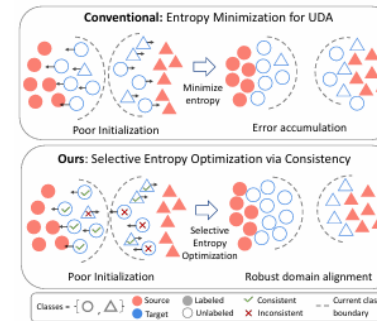 Conventional: Entropy Minimization for UDA
Minimize
entropy
Poor Initialization
Error accumulation
Ours: Selective Entropy Optimization via Consistency
Selective
Entropy
Optimization
Poor Initialization
Robust domain alignment
Classes = { , }
Source
Target
Labeled
Unlabeled
Consistent
Inconsistent
Current class
boundary